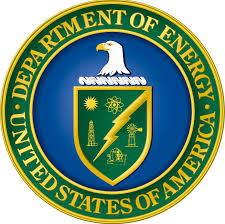 DEPARTMENT OF ENERGY
UNITED STATES OF AMERICA